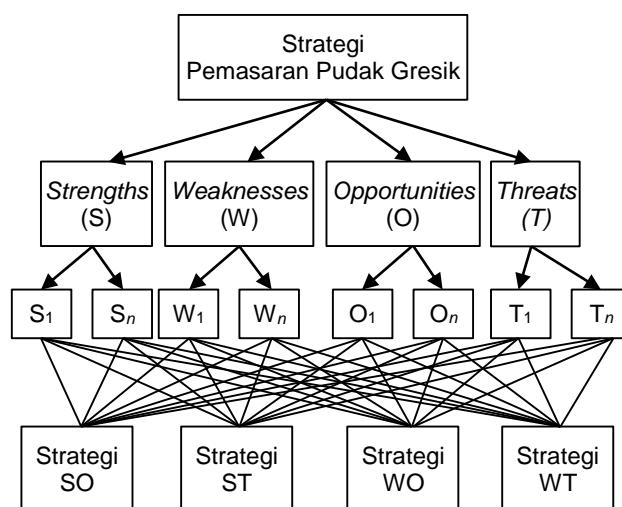 Strategi
Pemasaran Pudak Gresik
Strengths
(S)
Weaknesses
(W)
Opportunities
(O)
Threats
(T)
S1
Sn
W1
Wn
O1
On
T1
Tn
Strategi
SO
Strategi
ST
Strategi
WO
Strategi
WT